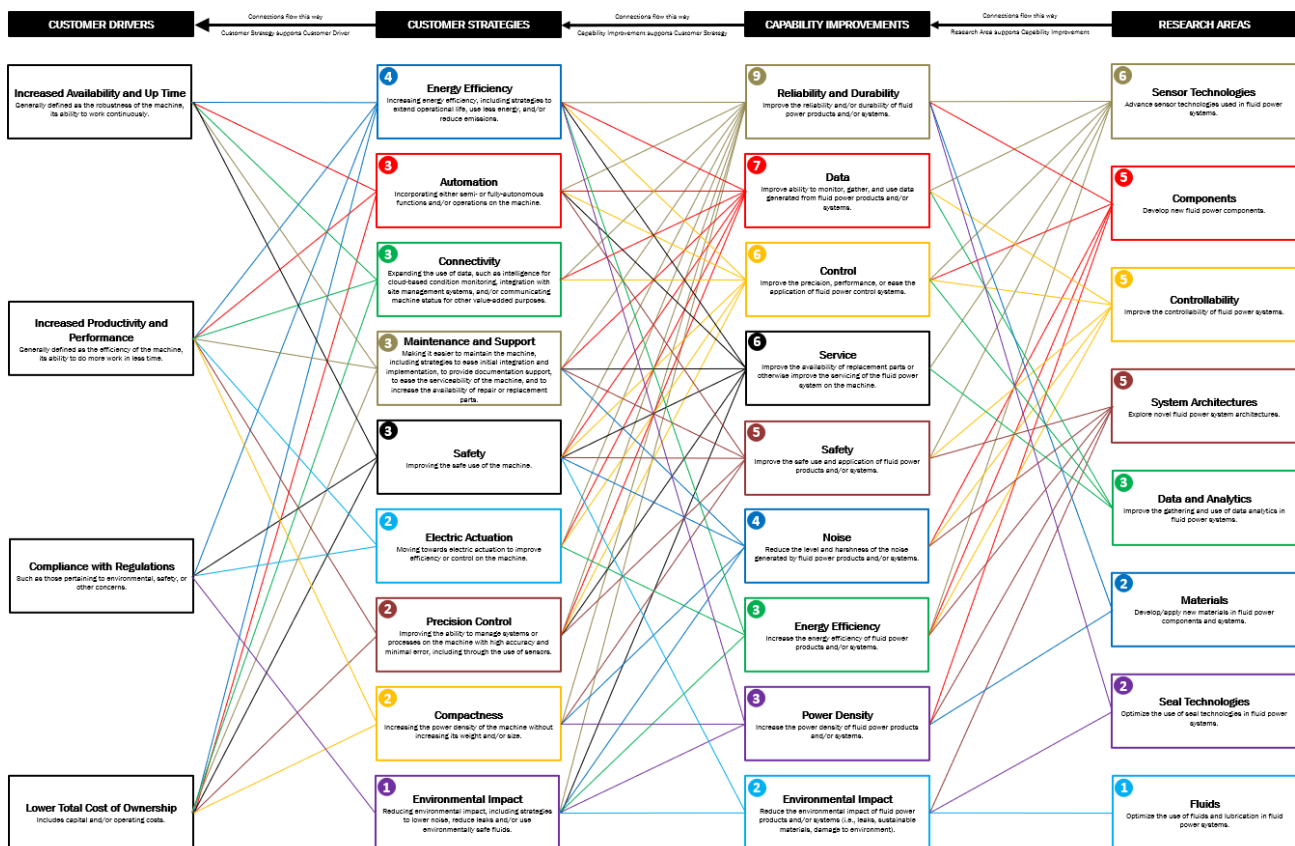 CUSTOMER DRIVERS
Connections flow this way
Customer Strategy supports Customer Driver
CUSTOMER STRATEGIES
Connections flow this way
Capability Improvement supports Customer Strategy
CAPABILITY IMPROVEMENTS
Connections flow this way
Research Area supports Capability Improvement
RESEARCH AREAS
Increased Availability and Up Time
Generally defined as the robustness of the machine,
its ability to work continuously.
Increased Productivity and
Performance
Generally defined as the efficiency of the machine,
its ability to do more work in less time.
Compliance with Regulations
Such as those pertaining to environmental, safety, or
other concerns.
Lower Total Cost of Ownership
Includes capital and/or operating costs.
4
Energy Efficiency
Increasing energy efficiency, including strategies to
extend operational life, use less energy, and/or
reduce emissions.
3
Automation
Incorporating either semi- or fully-autonomous
functions and/or operations on the machine.
3
Connectivity
Expanding the use of data, such as intelligence for
cloud-based condition monitoring, integration with
site management systems, and/or communicating
machine status for other value-added purposes.
3
Maintenance and Support
Making it easier to maintain the machine,
including strategies to ease initial integration and
implementation, to provide documentation support,
to ease the serviceability of the machine, and to
increase the availability of repair or replacement
parts.
3
Safety
Improving the safe use of the machine.
2
Electric Actuation
Moving towards electric actuation to improve
efficiency or control on the machine.
2
Precision Control
Improving the ability to manage systems or
processes on the machine with high accuracy and
minimal error, including through the use of sensors.
2
Compactness
Increasing the power density of the machine without
increasing its weight and/or size.
1
Environmental Impact
Reducing environmental impact, including strategies
to lower noise, reduce leaks and/or use
environmentally safe fluids.
9
Reliability and Durability
Improve the reliability and/or durability of fluid
power products and/or systems.
7
Data
Improve ability to monitor, gather, and use data
generated from fluid power products and/or
systems.
6
Control
Improve the precision, performance, or ease the
application of fluid power control systems.
6
Service
Improve the availability of replacement parts or
otherwise improve the servicing of the fluid power
system on the machine.
5
Safety
Improve the safe use and application of fluid power
products and/or systems.
4
Noise
Reduce the level and harshness of the noise
generated by fluid power products and/or systems.
3
Energy Efficiency
Increase the energy efficiency of fluid power
products and/or systems.
3
Power Density
Increase the power density of fluid power products
and/or systems.
2
Environmental Impact
Reduce the environmental impact of fluid power
products and/or systems (i.e., leaks, sustainable
materials, damage to environment).
6
Sensor Technologies
Advance sensor technologies used in fluid power
systems.
5
Components
Develop new fluid power components.
5
Controllability
Improve the controllability of fluid power systems.
5
System Architectures
Explore novel fluid power system architectures.
3
Data and Analytics
Improve the gathering and use of data analytics in
fluid power systems.
2
Materials
Develop/apply new materials in fluid power
components and systems.
2
Seal Technologies
Optimize the use of seal technologies in fluid power
systems.
1
Fluids
Optimize the use of fluids and lubrication in fluid
power systems.